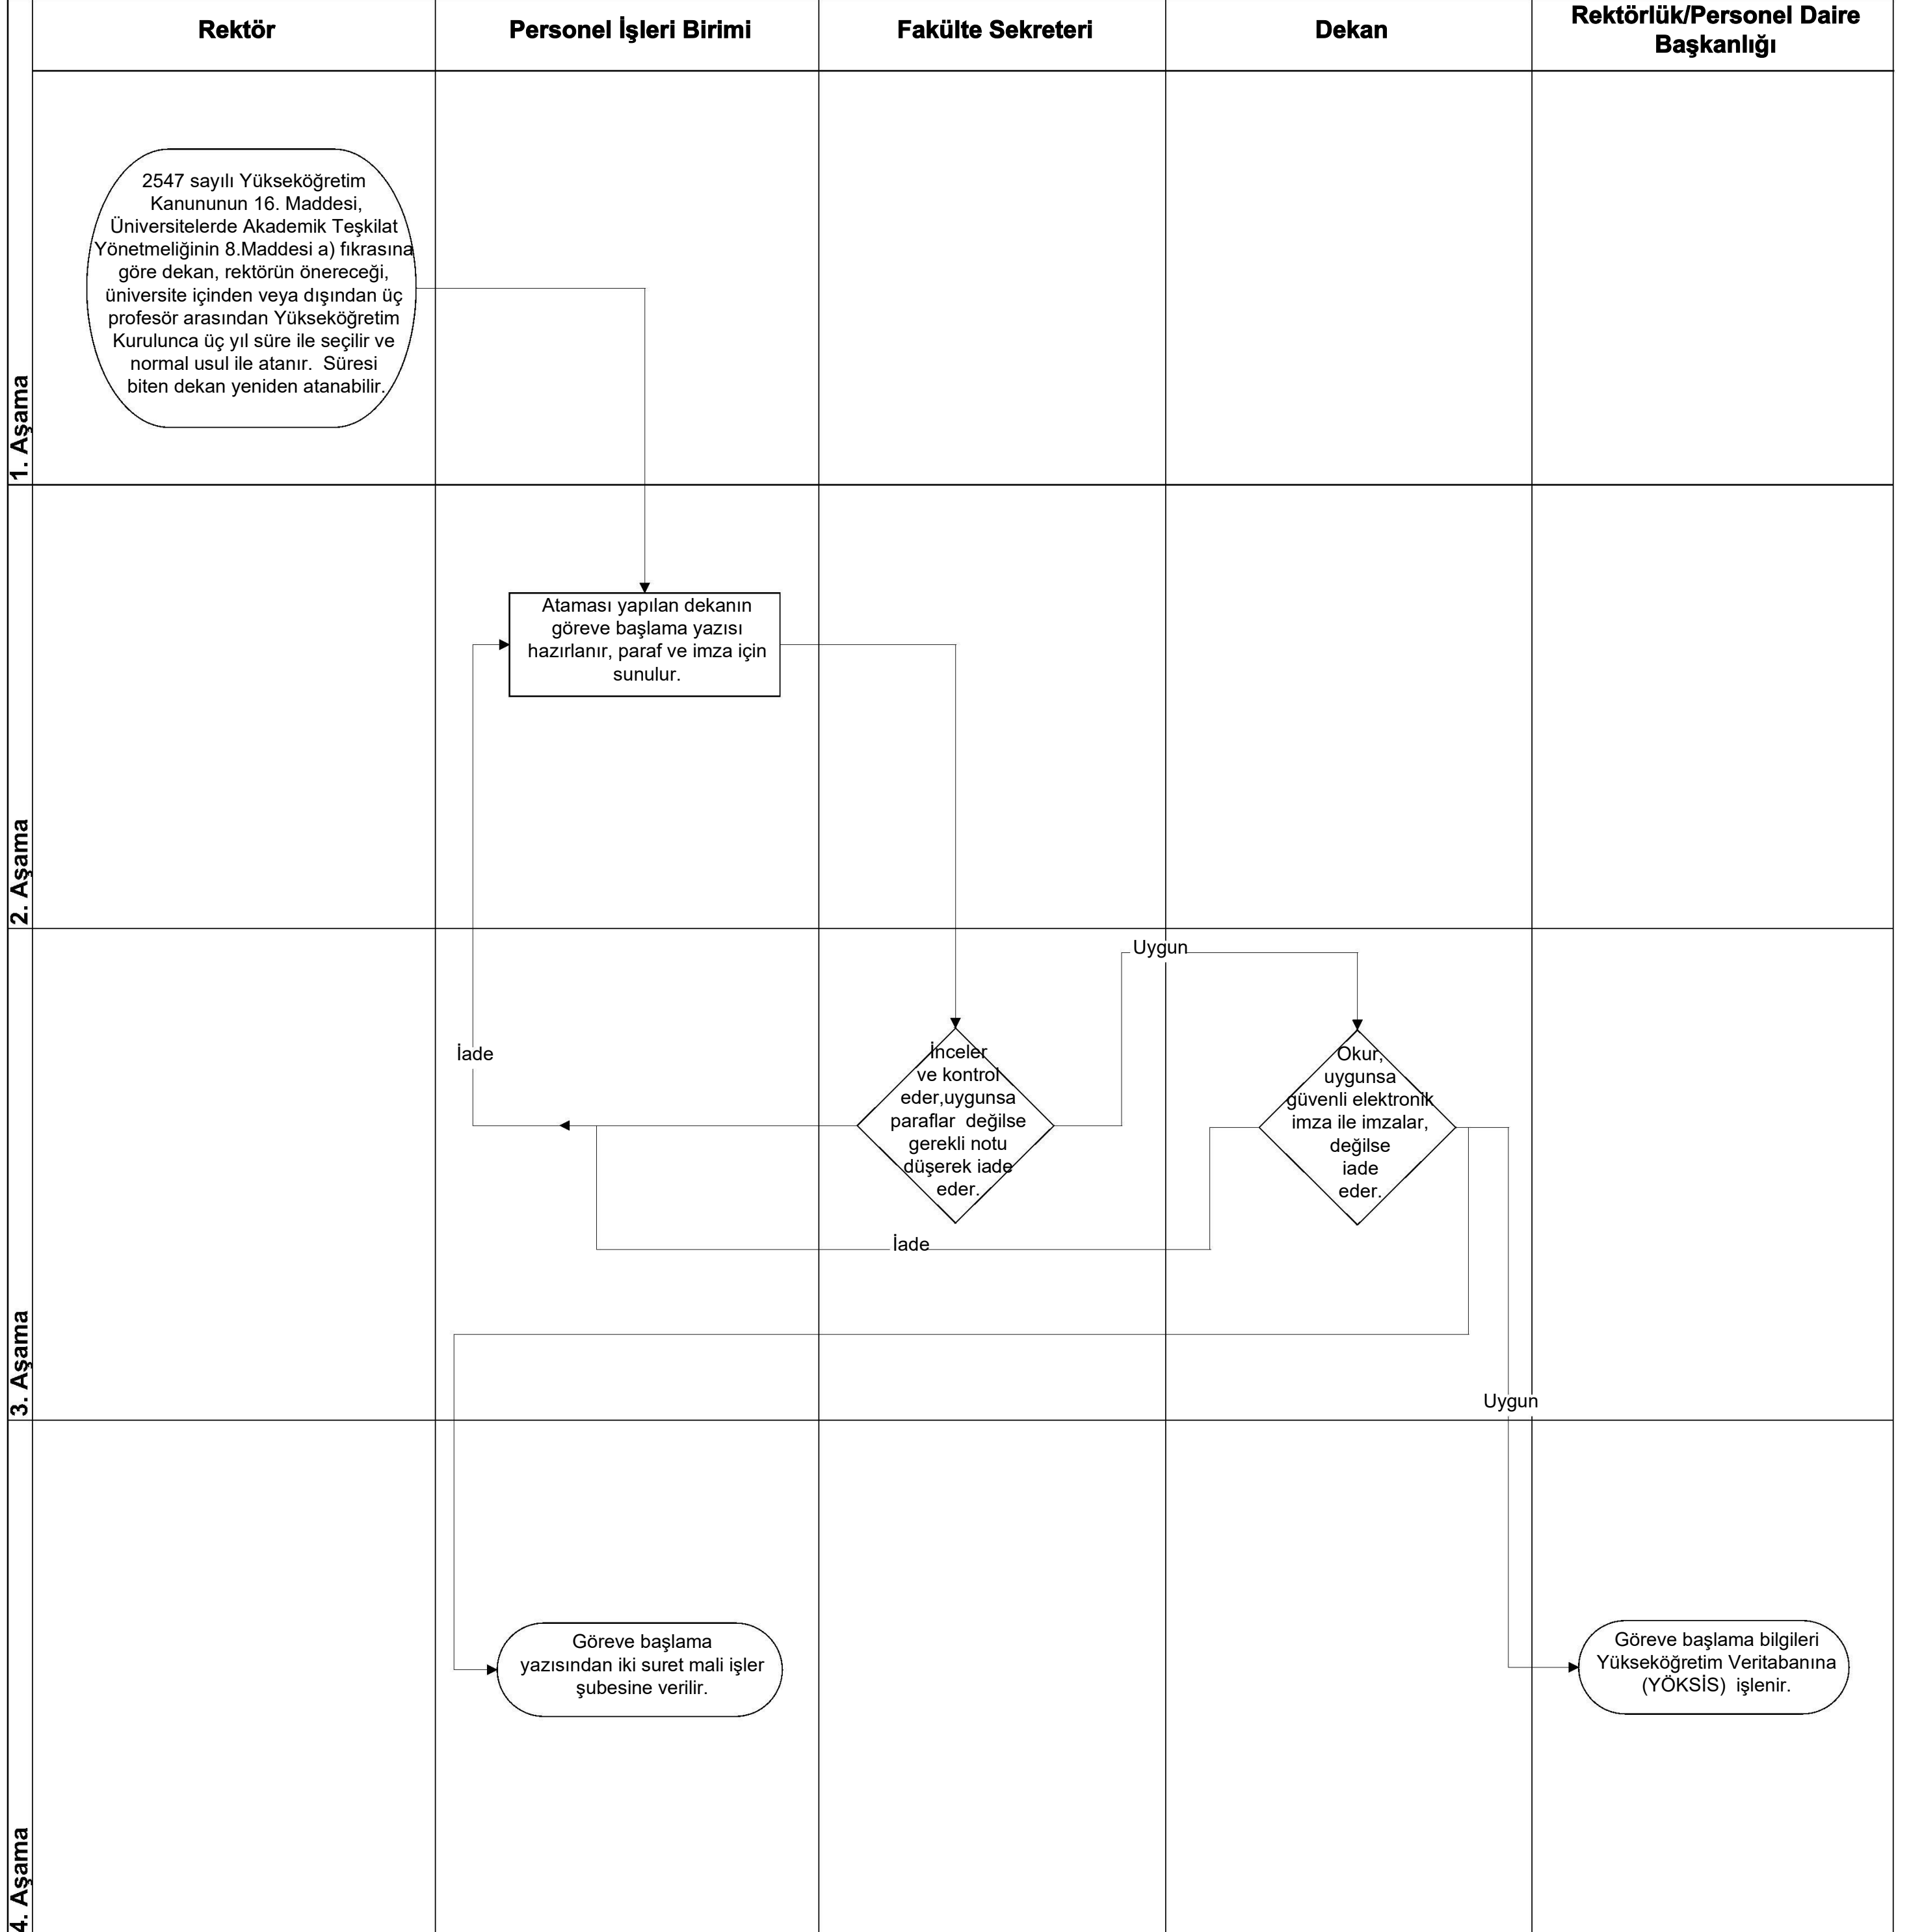 Rektör
Personel İşleri Birimi
Fakülte Sekreteri
Dekan
Rektörlük/Personel Daire
Başkanlığı
1. Aşama
2547 sayılı Yükseköğretim
Kanununun 16. Maddesi,
Üniversitelerde Akademik Teşkilat
Yönetmeliğinin 8.Maddesi a) fıkrasına
göre dekan, rektörün önereceği,
üniversite içinden veya dışından üç
profesör arasından Yükseköğretim
Kurulunca üç yıl süre ile seçilir ve
normal usul ile atanır.  Süresi
biten dekan yeniden atanabilir.
2. Aşama
Ataması yapılan dekanın
göreve başlama yazısı
hazırlanır, paraf ve imza için
sunulur.
3. Aşama
Uygun
İade
İnceler
ve kontrol
eder,uygunsa
paraflar  değilse
gerekli notu
düşerek iade
eder.
Okur,
uygunsa
güvenli elektronik
imza ile imzalar,
değilse
iade
eder.
İade
Uygun
4. Aşama
Göreve başlama
yazısından iki suret mali işler
şubesine verilir.
Göreve başlama bilgileri
Yükseköğretim Veritabanına
(YÖKSİS)  işlenir.